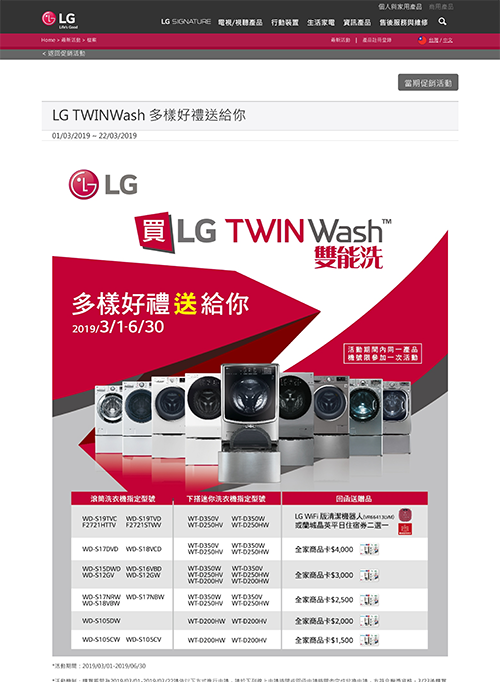 個人與家用產品 商用產品
LG
Life's Good
LG SIGNATURE 電視/視聽產品 行動裝置 生活家電 資訊產品 售後服務與維修
Home > 最新活動 > 檔案
最新活動 | 產品註冊登錄 台灣/中文
< 返回促銷活動
當期促銷活動
LG TWINWash 多樣好禮送給你
01/03/2019 ~ 22/03/2019
LG
買 LG TWIN Wash™
雙能洗
多樣好禮送給你
2019/3/1-6/30
活動期間內同一產品
機號限參加一次活動
滾筒洗衣機指定型號 下搭迷你洗衣機指定型號 回函送贈品
WD-S19TVC WD-S19TVD WT-D350V WT-D350W
F2721HTTV F2721STWV WT-D250HV WT-D250HW
LG WiFi 版清潔機器人(VR66413LVM)
或蘭城晶英平日住宿券二選一
WD-S17DVD WD-S18VCD WT-D350V WT-D350W
WT-D250HV WT-D250HW
全家商品卡$4,000
WD-S15DWD WD-S16VBD WT-D350W WT-D350V
WD-S12GV WD-S12GW WT-D250HV WT-D250HW
WT-D200HV WT-D200HW
全家商品卡$3,000
WD-S17NRW WD-S17NBW WT-D350W WT-D350V
WD-S18VBW WT-D250HV WT-D250HW
全家商品卡$2,500
WD-S105DW WT-D200HW WT-D200HV 全家商品卡$2,000
WD-S105CW WD-S105CV WT-D200HW WT-D200HV 全家商品卡$1,500
*活動期間：2019/03/01-2019/06/30